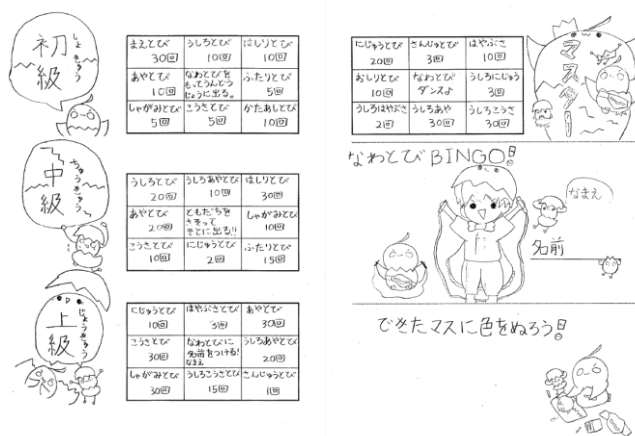 しょきゅう
初級
まえとび
30回
うしろとび
10回
はしりとび
10回
あやとび
10回
なわとびを
もってうんどう
じょうに出る。
ふたりとび
5回
しゃがみとび
5回
こうさとび
5回
かたあしとび
10回
ちゅうきゅう
中級
うしろとび
20回
うしろあやとび
10回
はしりとび
30回
あやとび
20回
ともだちを
さそって
そとに出る!!
しゃがみとび
10回
こうさとび
10回
にじゅうとび
2回
ふたりとび
15回
じょうきゅう
上級
にじゅうとび
10回
はやぶさとび
3回
あやとび
30回
こうさとび
30回
なわとびに
名前をつける!
なまえ
うしろあやとび
20回
しゃがみとび
30回
うしろこうさとび
15回
さんじゅうとび
1回
にじゅうとび
20回
さんじゅうとび
3回
はやぶさ
10回
おしりとび
10回
なわとび
ダンスよ
うしろにじゅう
3回
うしろはやぶさ
2回
うしろあや
30回
うしろこうさ
30回
マスター
なわとびBINGO!
なまえ
名前
できたマスに色をぬろう!